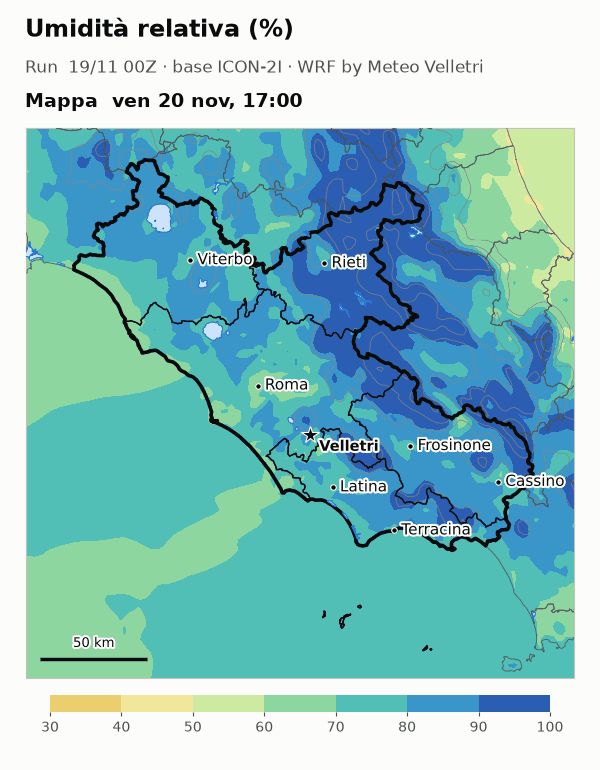 Umidità relativa (%)
Run  19/11 00Z · base ICON-2I · WRF by Meteo Velletri
Mappa  ven 20 nov, 17:00
Viterbo
Rieti
Roma
Velletri
Frosinone
Cassino
Latina
Terracina
50 km
30 40 50 60 70 80 90 100